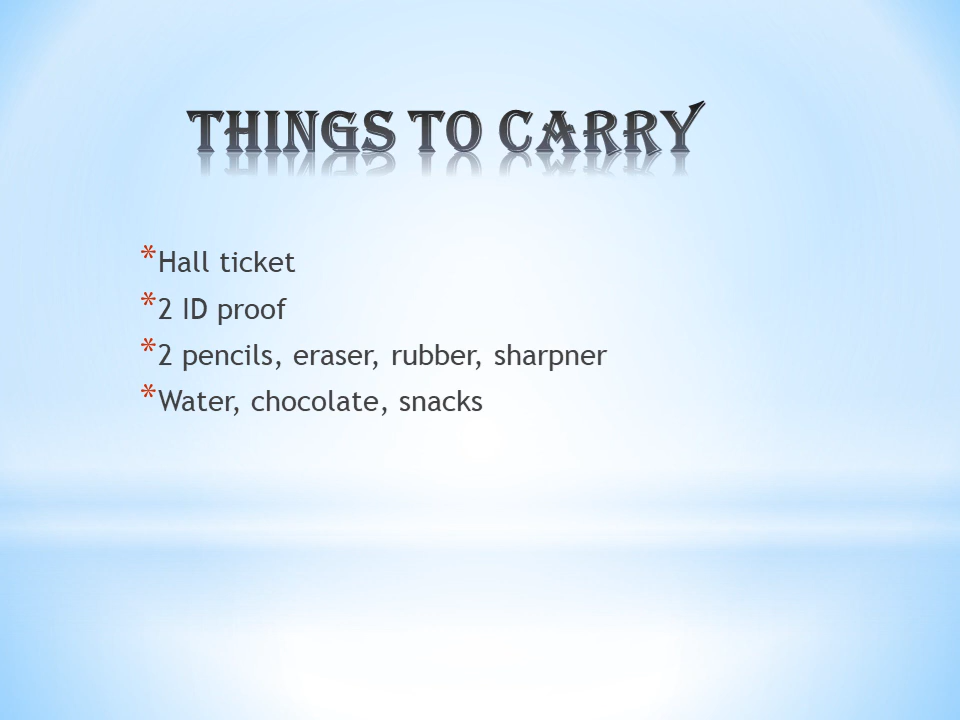 THINGS TO CARRY
*Hall ticket
*2 ID proof
*2 pencils, eraser, rubber, sharpner
*Water, chocolate, snacks